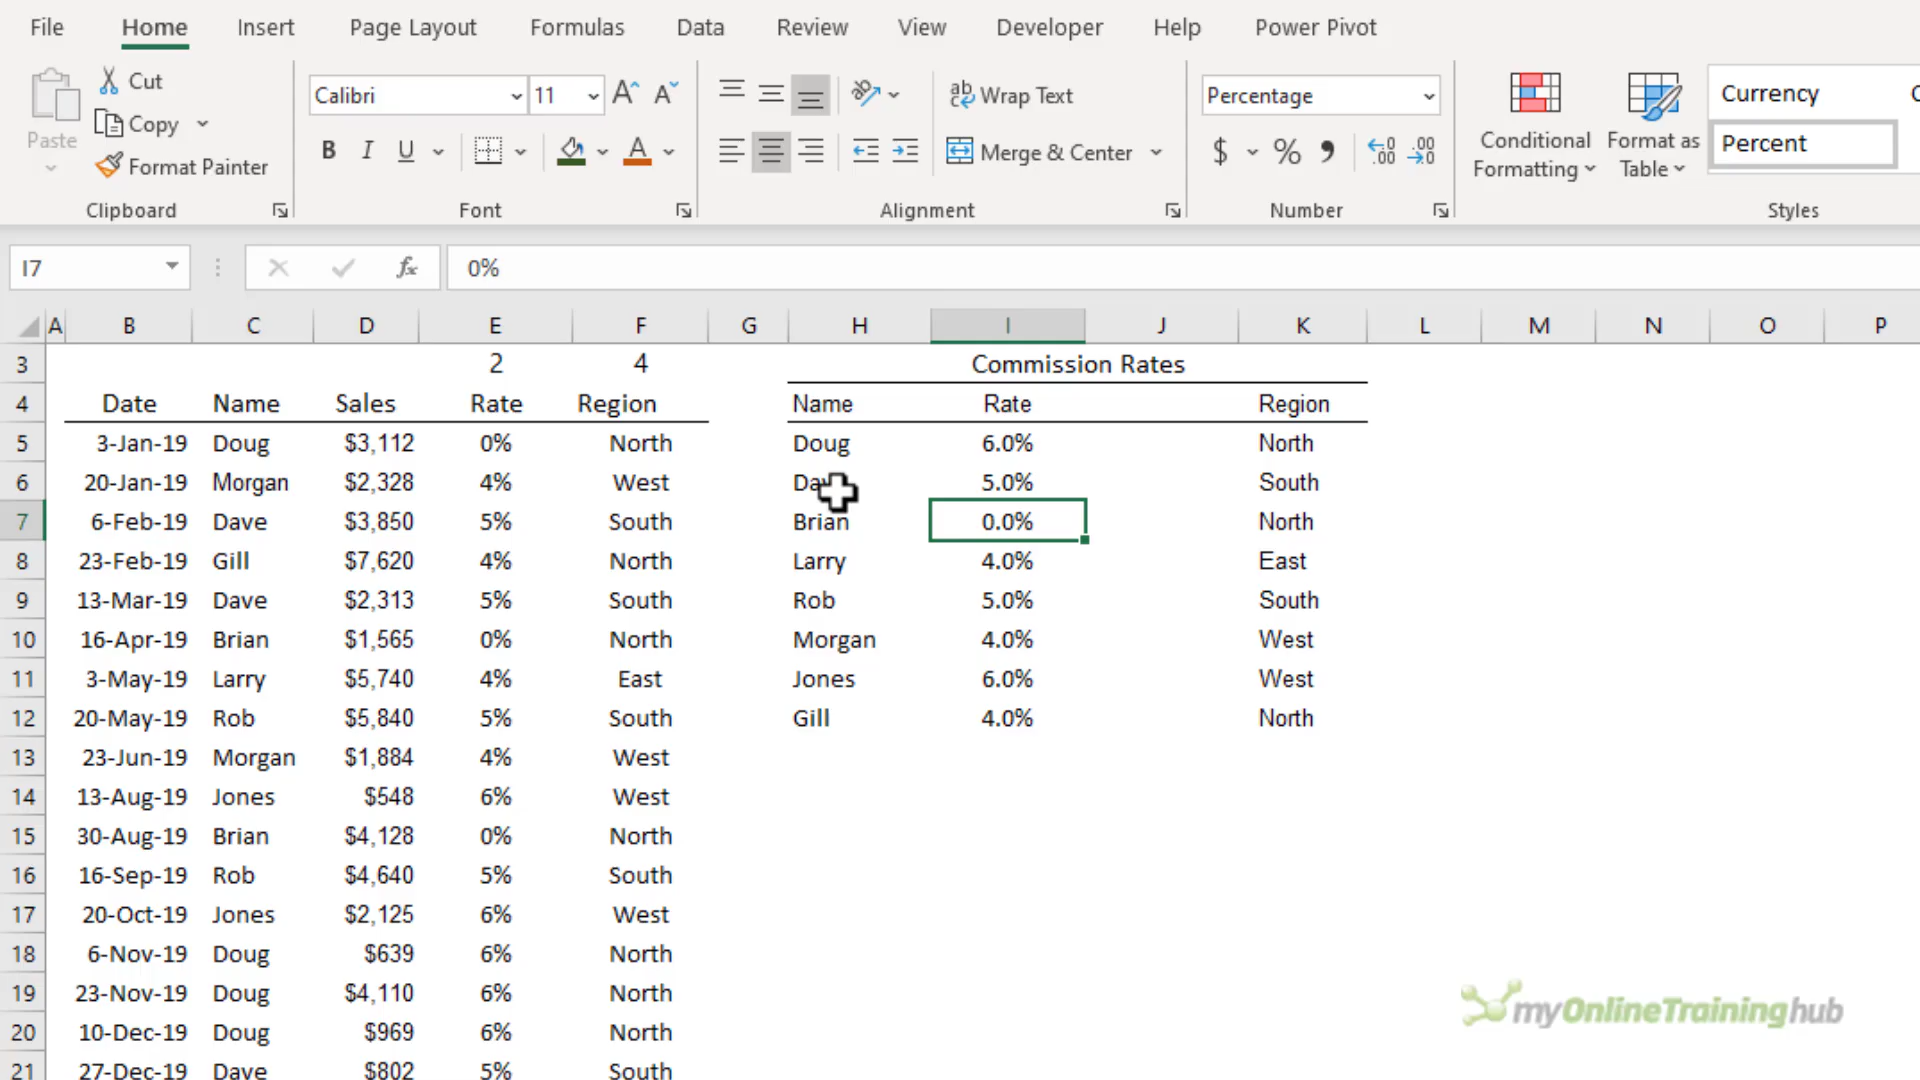 File Home Insert Page Layout Formulas Data Review View Developer Help Power Pivot
Paste
Cut
Copy
Format Painter
Clipboard
Calibri 11
B I U A
Font
Wrap Text
Merge & Center
Alignment
Percentage
$ % , .00 .00
Number
Conditional Formatting
Format as Table
Currency
Percent
Styles
I7 fx 0%
A B C D E F G H I J K L M N O P
3 2 4 Commission Rates
4 Date Name Sales Rate Region Name Rate Region
5 3-Jan-19 Doug $3,112 0% North Doug 6.0% North
6 20-Jan-19 Morgan $2,328 4% West 5.0% South
7 6-Feb-19 Dave $3,850 5% South Brian 0.0% North
8 23-Feb-19 Gill $7,620 4% North Larry 4.0% East
9 13-Mar-19 Dave $2,313 5% South Rob 5.0% South
10 16-Apr-19 Brian $1,565 0% North Morgan 4.0% West
11 3-May-19 Larry $5,740 4% East Jones 6.0% West
12 20-May-19 Rob $5,840 5% South Gill 4.0% North
13 23-Jun-19 Morgan $1,884 4% West
14 13-Aug-19 Jones $548 6% West
15 30-Aug-19 Brian $4,128 0% North
16 16-Sep-19 Rob $4,640 5% South
17 20-Oct-19 Jones $2,125 6% West
18 6-Nov-19 Doug $639 6% North
19 23-Nov-19 Doug $4,110 6% North
20 10-Dec-19 Doug $969 6% North
21 27-Dec-19 Dave $802 5% South
myOnlineTraininghub